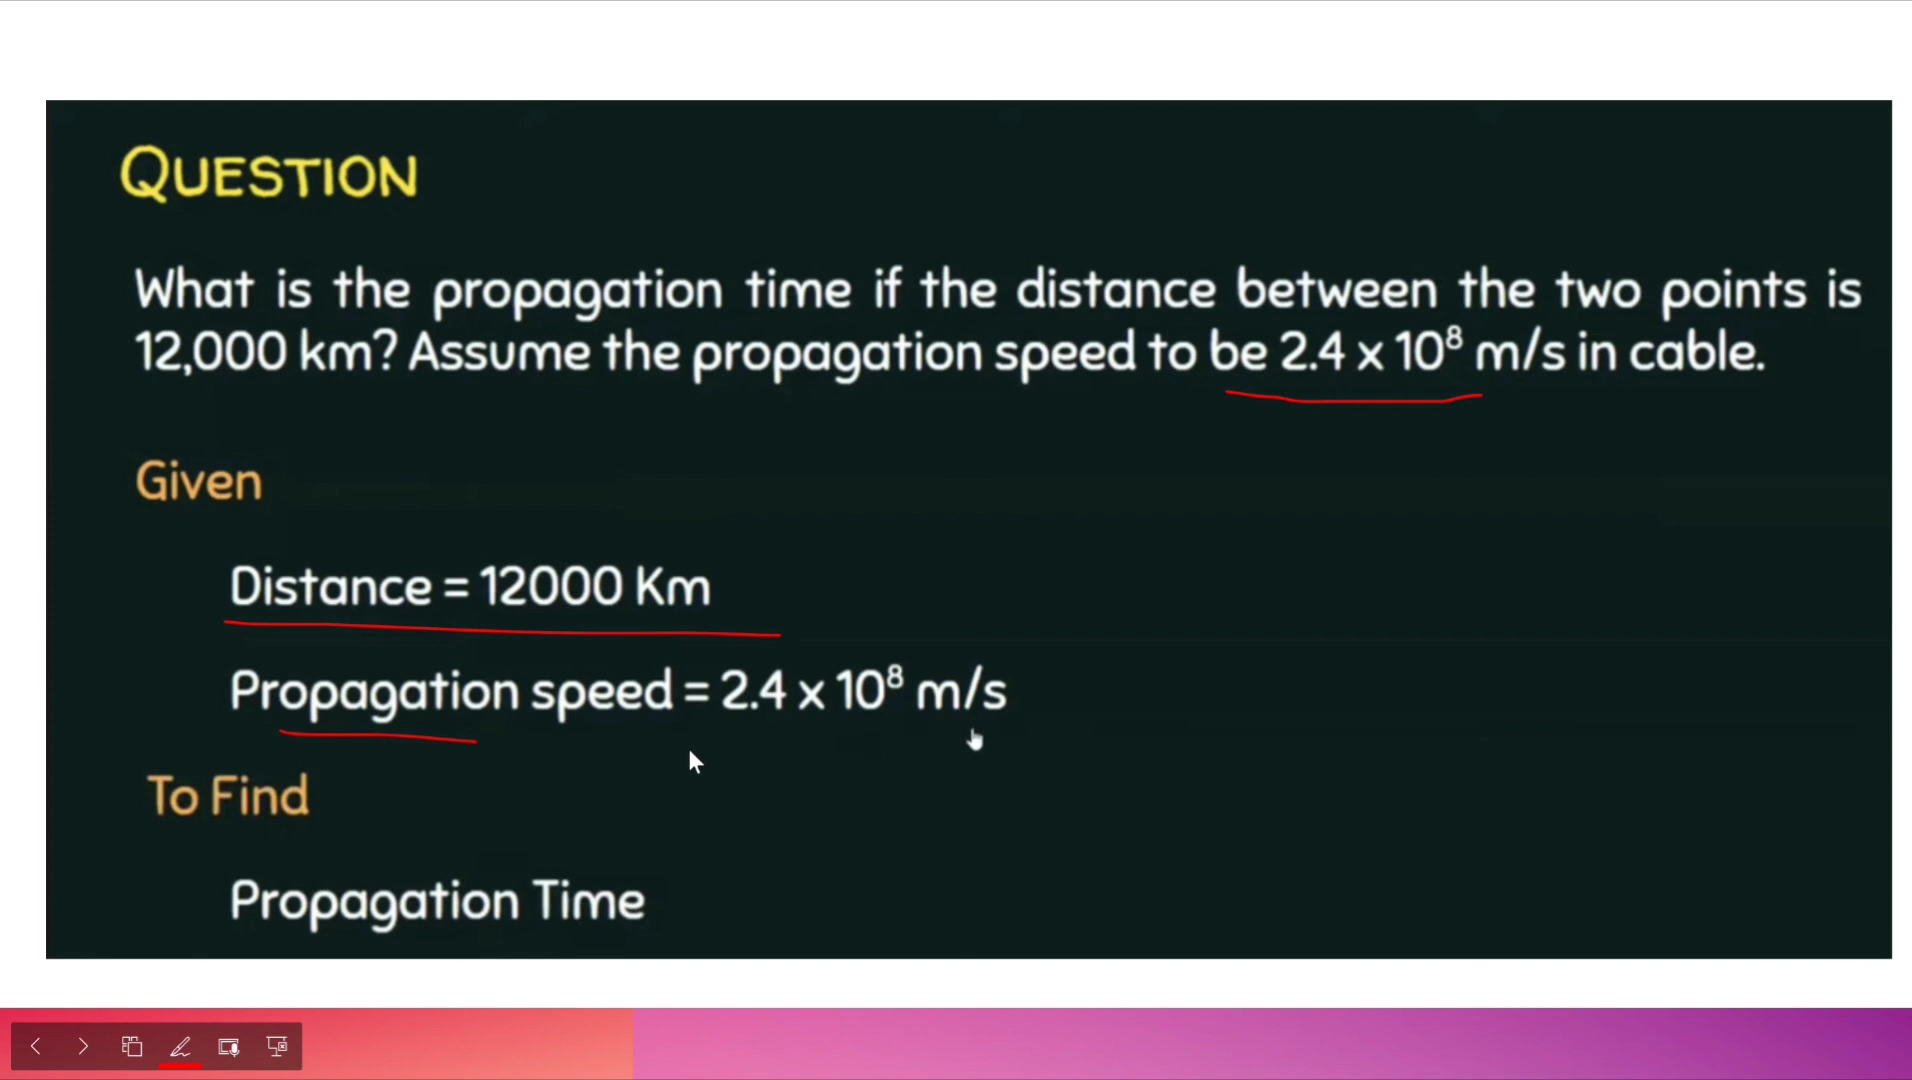 QUESTION
What is the propagation time if the distance between the two points is
12,000 km? Assume the propagation speed to be 2.4 x 10⁸ m/s in cable.
Given
Distance = 12000 Km
Propagation speed = 2.4 x 10⁸ m/s
To Find
Propagation Time